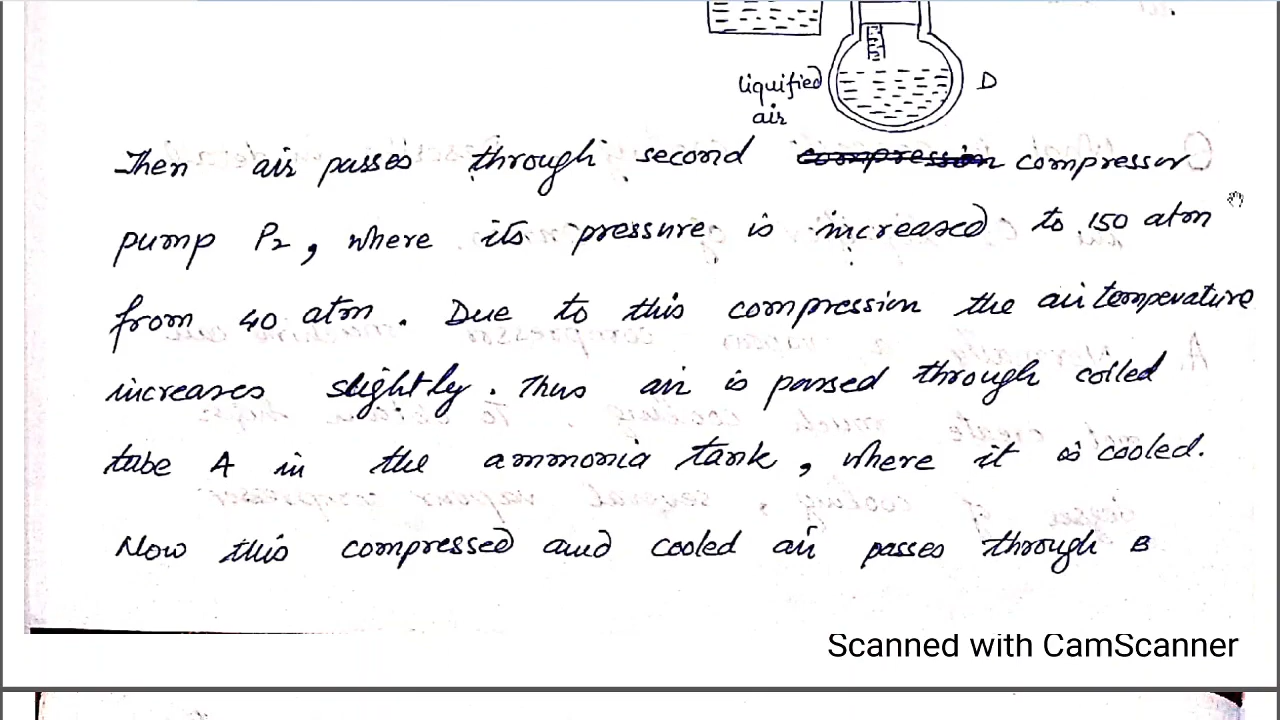 liquified D
air
Then air passes through second ~~compression~~ compressor
pump P₂, where its pressure is increased to 150 atm
from 40 atm. Due to this compression the air temperature
increases slightly. Thus air is passed through coiled
tube A in the ammonia tank, where it is cooled.
Now this compressed and cooled air passes through B
Scanned with CamScanner